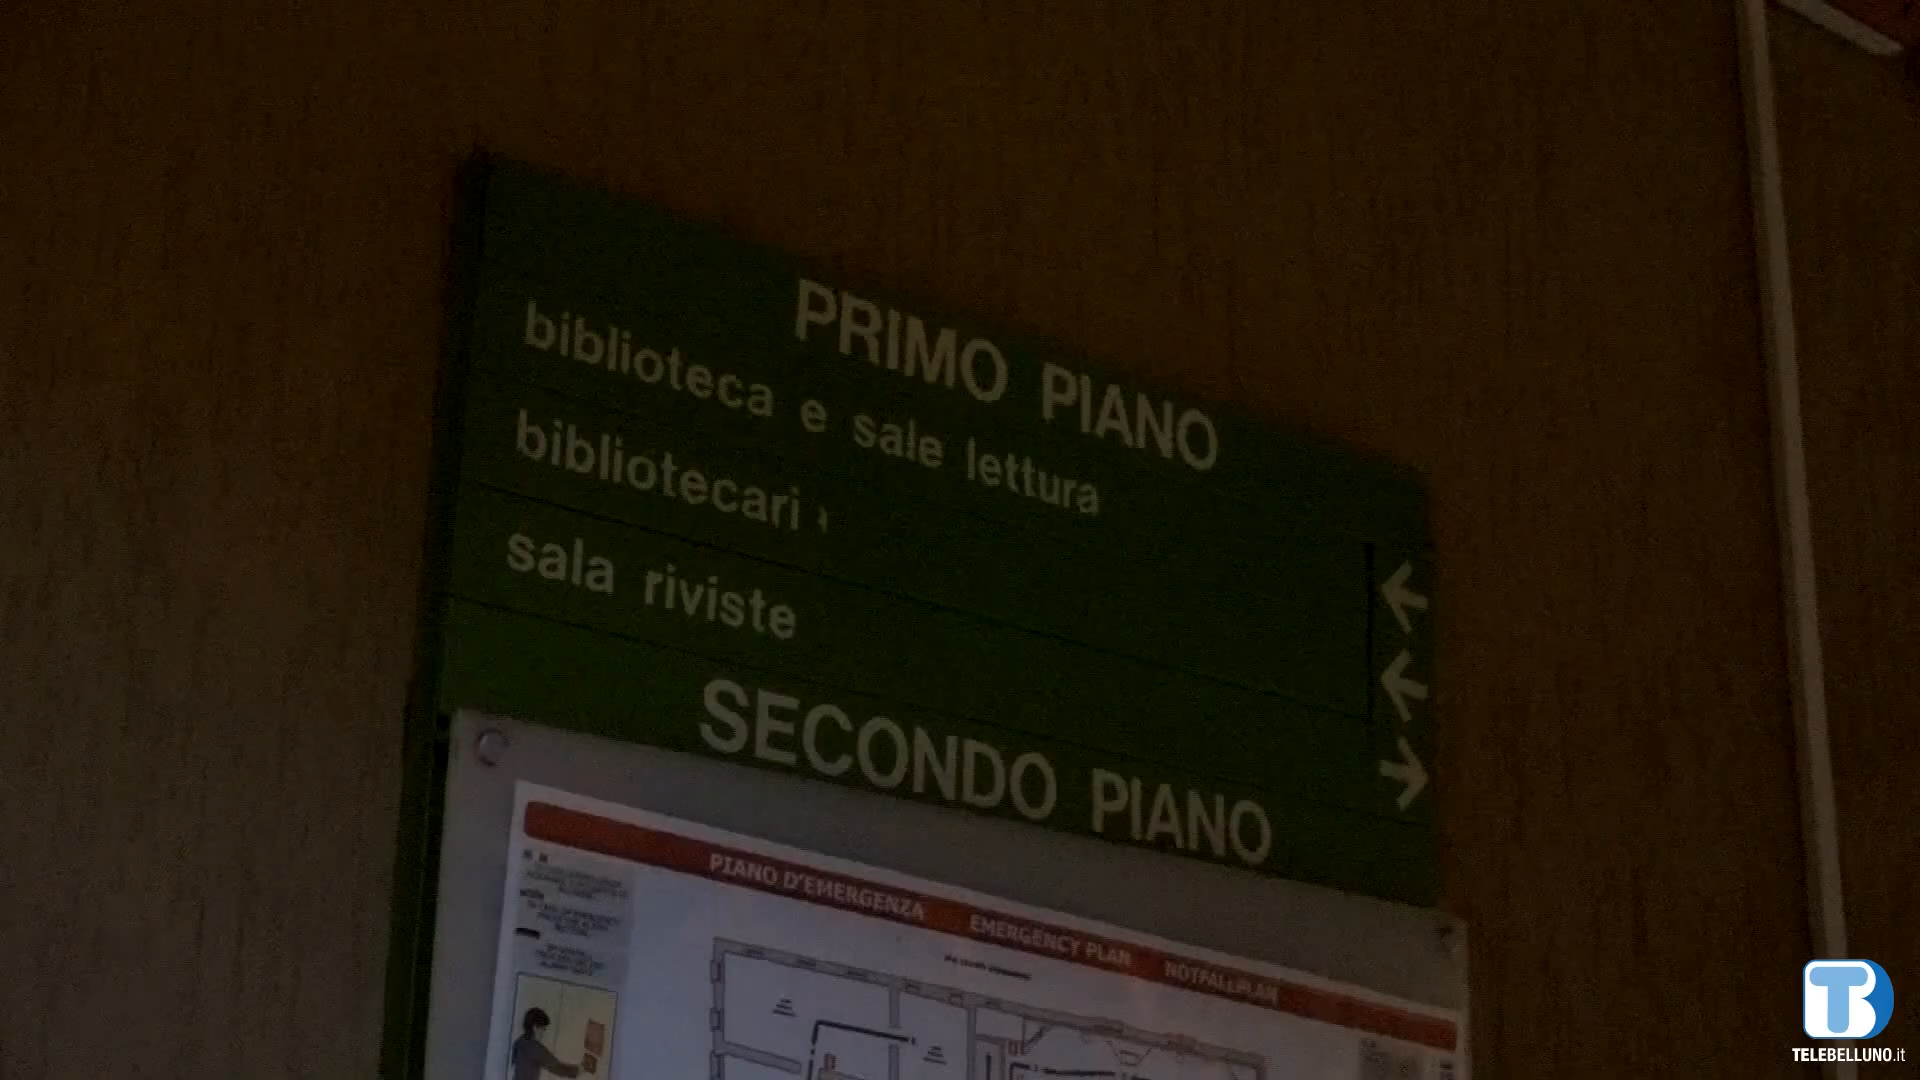 PRIMO PIANO
biblioteca e sale lettura
bibliotecari
sala riviste
SECONDO PIANO
PIANO D'EMERGENZA EMERGENCY PLAN NOTFALLPLAN
TELEBELLUNO.it